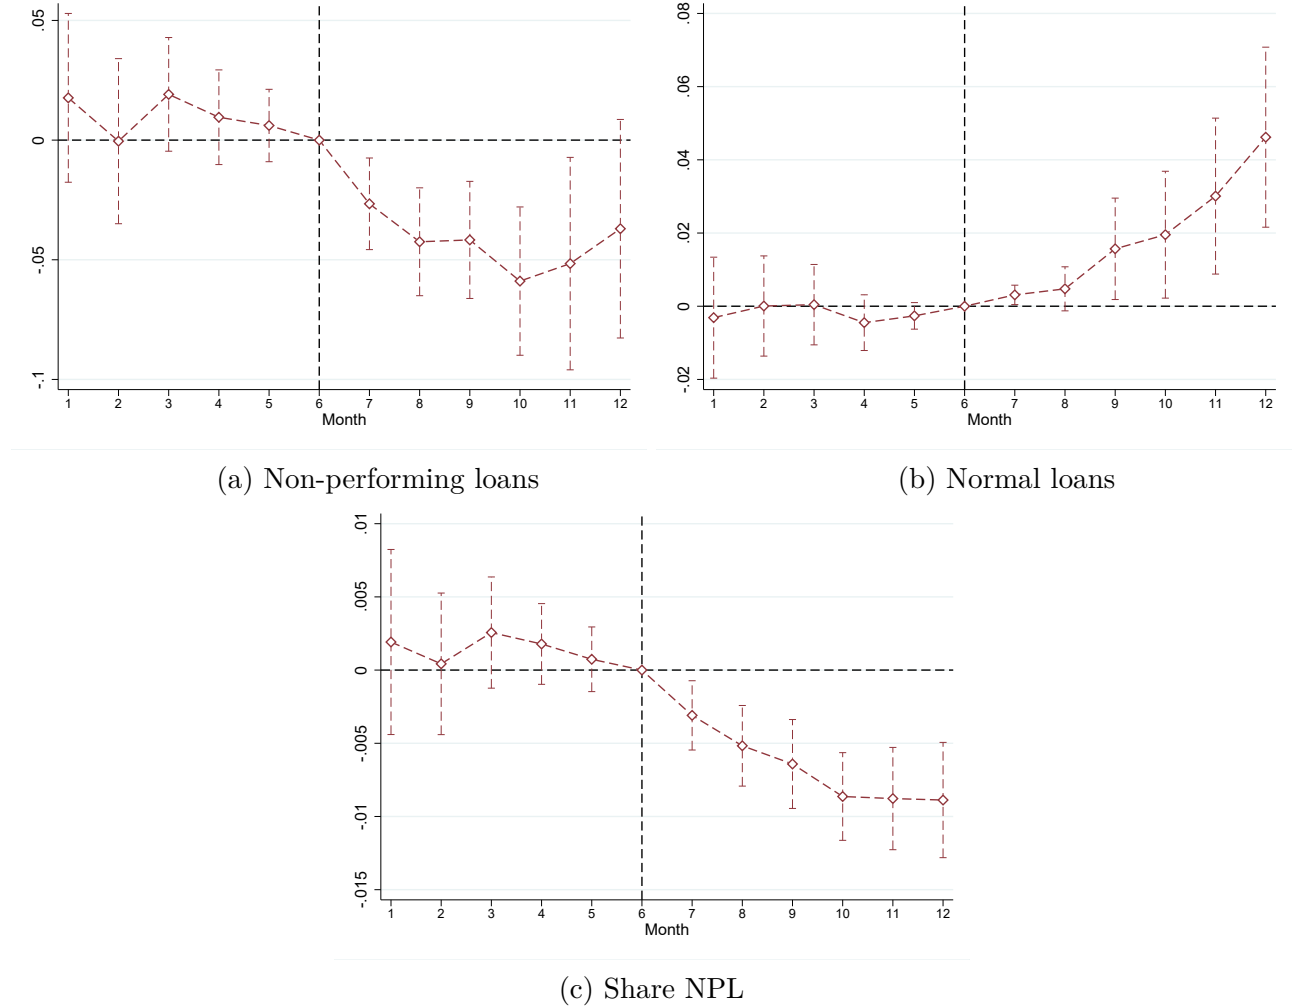 .05
0
-.05
-.1
1 2 3 4 5 6 7 8 9 10 11 12
Month
(a) Non-performing loans
.08
.06
.04
.02
0
-.02
1 2 3 4 5 6 7 8 9 10 11 12
Month
(b) Normal loans
.01
.005
0
-.005
-.01
-.015
1 2 3 4 5 6 7 8 9 10 11 12
Month
(c) Share NPL